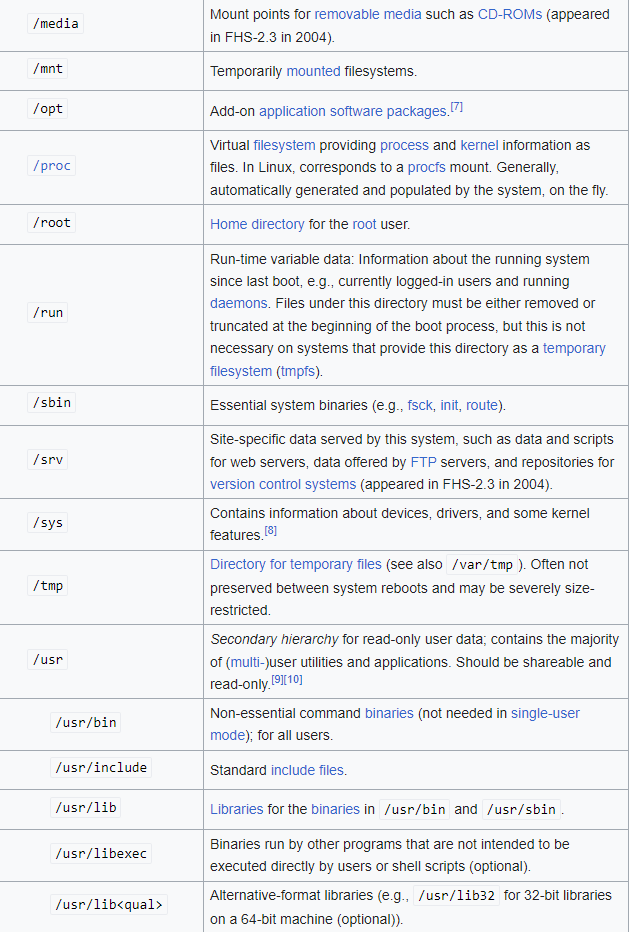 /media
Mount points for removable media such as CD-ROMs (appeared
in FHS-2.3 in 2004).
/mnt
Temporarily mounted filesystems.
/opt
Add-on application software packages.[7]
/proc
Virtual filesystem providing process and kernel information as
files. In Linux, corresponds to a procfs mount. Generally,
automatically generated and populated by the system, on the fly.
/root
Home directory for the root user.
/run
Run-time variable data: Information about the running system
since last boot, e.g., currently logged-in users and running
daemons. Files under this directory must be either removed or
truncated at the beginning of the boot process, but this is not
necessary on systems that provide this directory as a temporary
filesystem (tmpfs).
/sbin
Essential system binaries (e.g., fsck, init, route).
/srv
Site-specific data served by this system, such as data and scripts
for web servers, data offered by FTP servers, and repositories for
version control systems (appeared in FHS-2.3 in 2004).
/sys
Contains information about devices, drivers, and some kernel
features.[8]
/tmp
Directory for temporary files (see also /var/tmp ). Often not
preserved between system reboots and may be severely size-
restricted.
/usr
Secondary hierarchy for read-only user data; contains the majority
of (multi-)user utilities and applications. Should be shareable and
read-only.[9][10]
/usr/bin
Non-essential command binaries (not needed in single-user
mode); for all users.
/usr/include
Standard include files.
/usr/lib
Libraries for the binaries in /usr/bin and /usr/sbin .
/usr/libexec
Binaries run by other programs that are not intended to be
executed directly by users or shell scripts (optional).
/usr/lib<qual>
Alternative-format libraries (e.g., /usr/lib32 for 32-bit libraries
on a 64-bit machine (optional)).